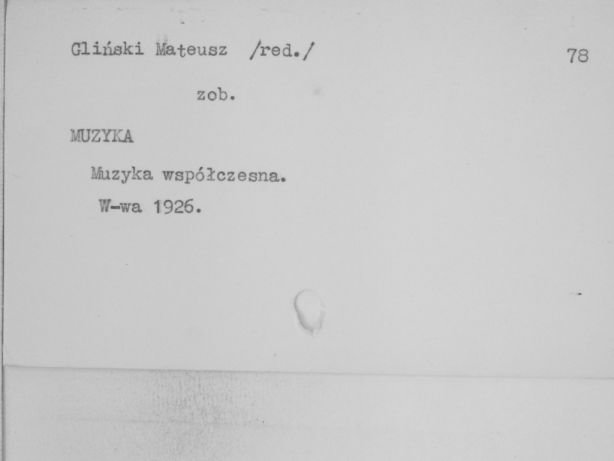 Gliński Mateusz /red./ 78
zob.
MUZYKA
Muzyka współczesna.
W-wa 1926.